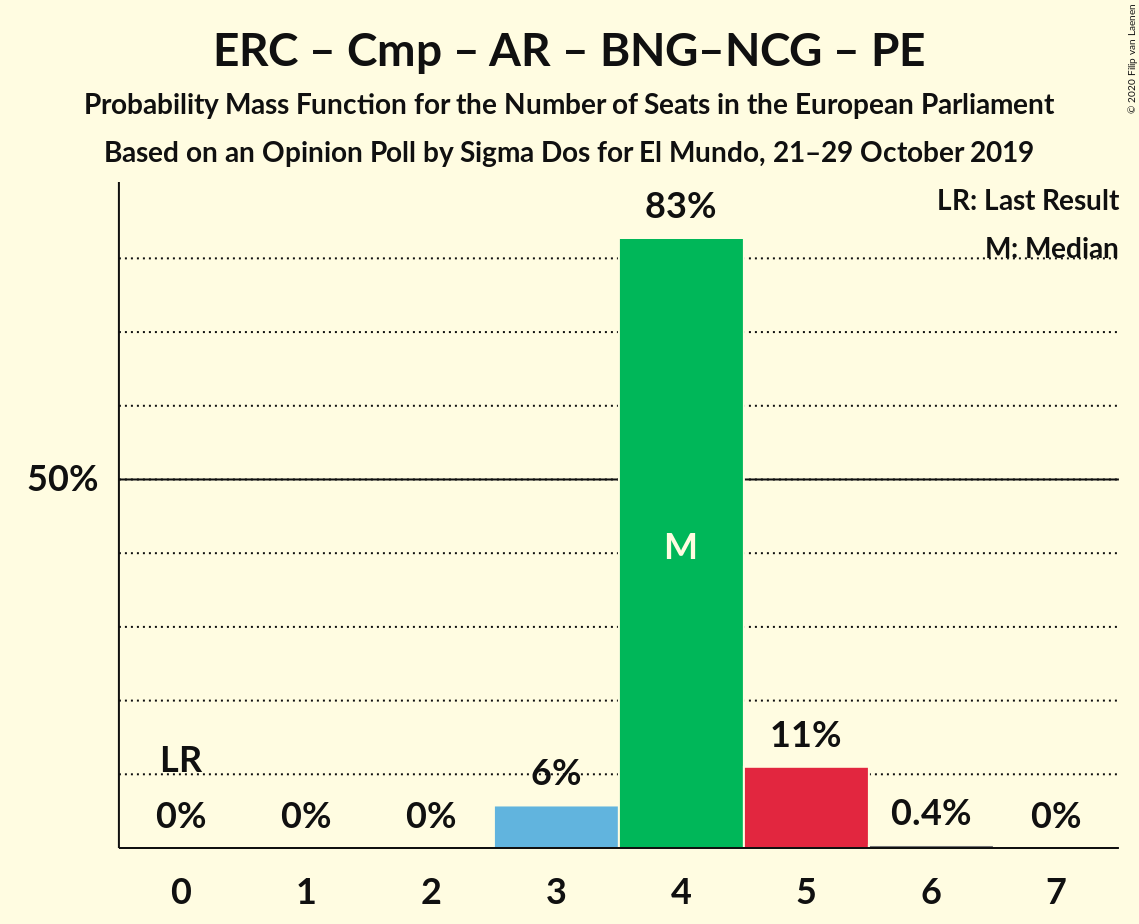 ERC – Cmp – AR – BNG–NCG – PE
Probability Mass Function for the Number of Seats in the European Parliament
Based on an Opinion Poll by Sigma Dos for El Mundo, 21–29 October 2019
© 2020 Filip van Laenen
LR: Last Result
M: Median
83%
50%
M
11%
LR
6%
0%
0%
0%
0.4%
0%
0 1 2 3 4 5 6 7